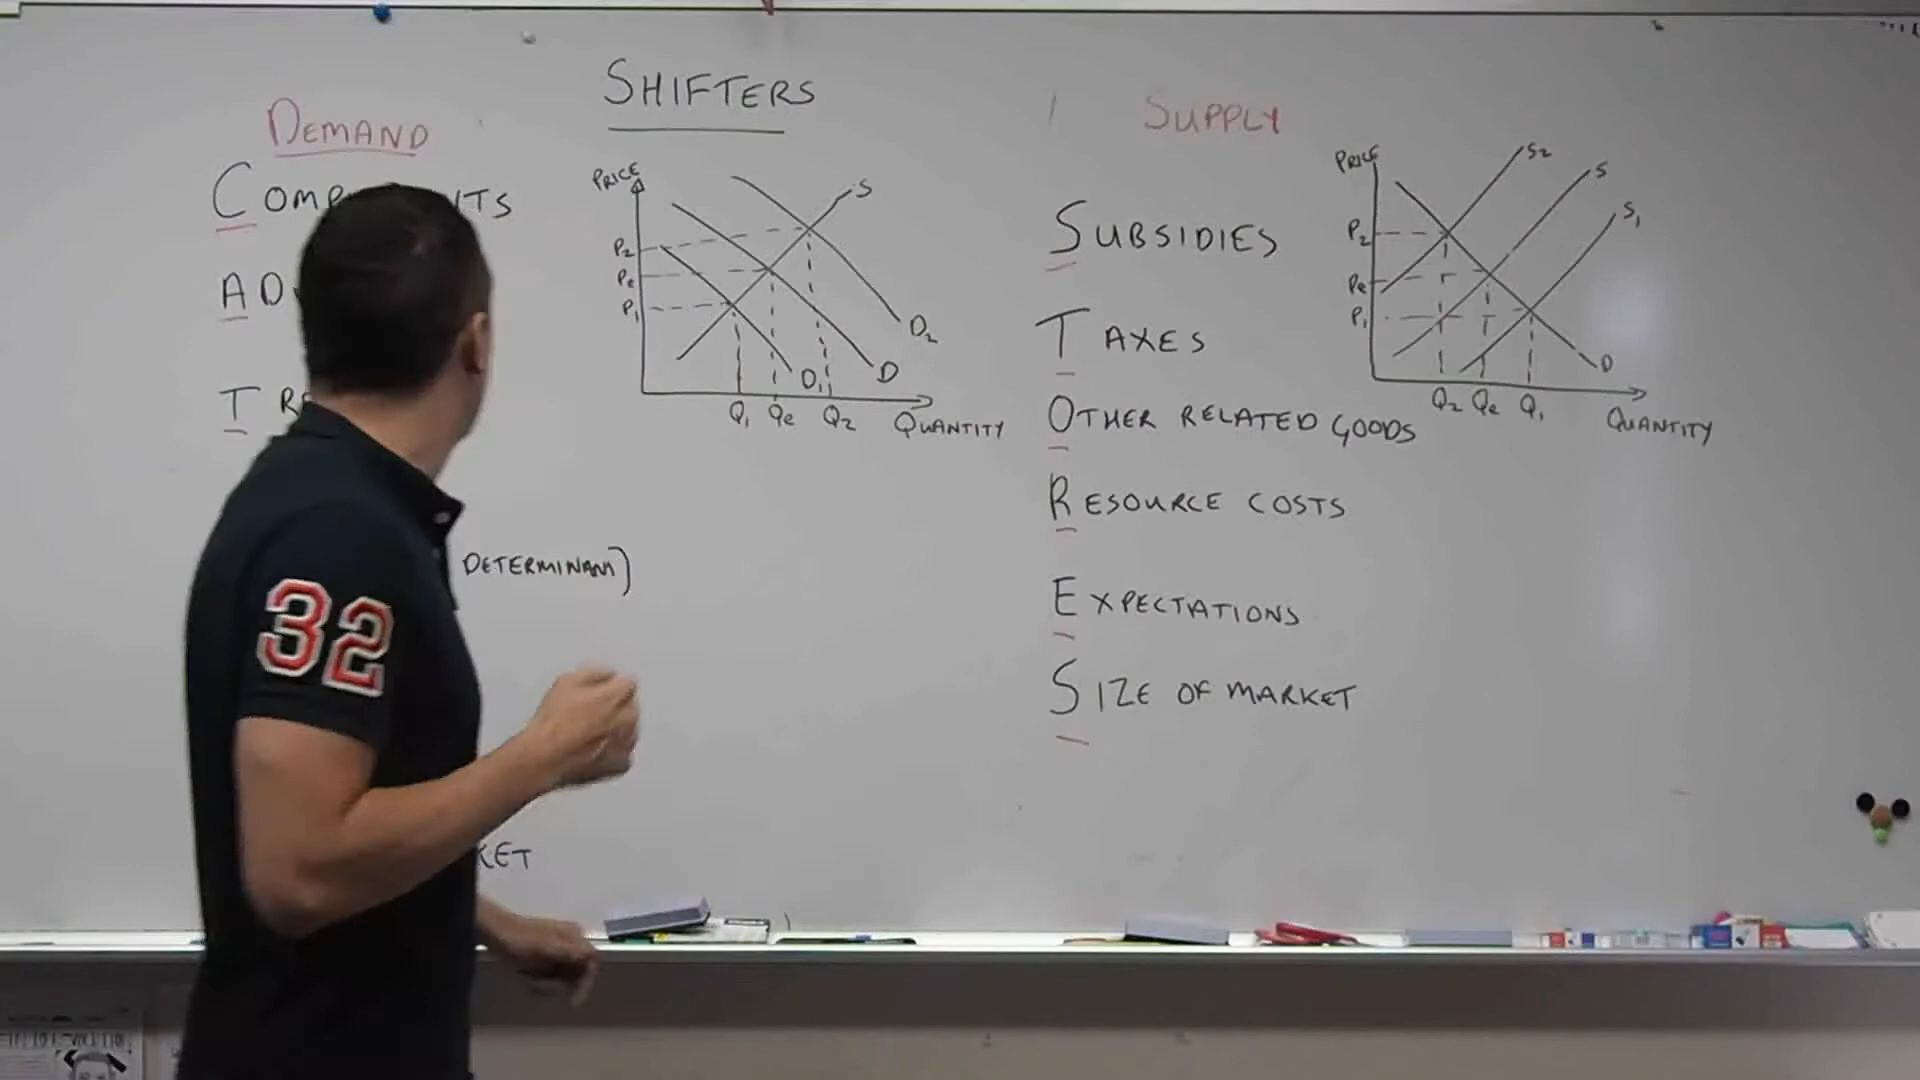 SHIFTERS
DEMAND
A
T
DETERMINANT)
PRICE
S
P2
Pe
P1
D2
D
D1
Q1 Qe Q2 QUANTITY
32
SUPPLY
SUBSIDIES
TAXES
OTHER RELATED GOODS
RESOURCE COSTS
EXPECTATIONS
SIZE OF MARKET
PRICE
S2
S
S1
P2
Pe
P1
D
Q2 Qe Q1 QUANTITY